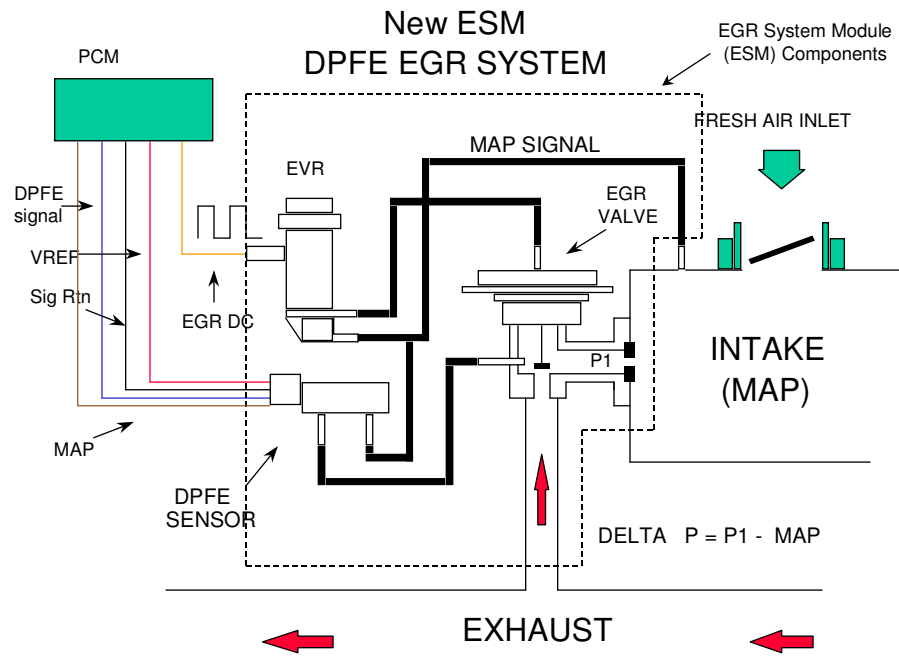 New ESM
DPFE EGR SYSTEM
EGR System Module
(ESM) Components
PCM
FRESH AIR INLET
MAP SIGNAL
EVR
EGR
VALVE
DPFE
signal
VREF
Sig Rtn
EGR DC
P1
INTAKE
(MAP)
MAP
DPFE
SENSOR
DELTA P = P1 - MAP
EXHAUST